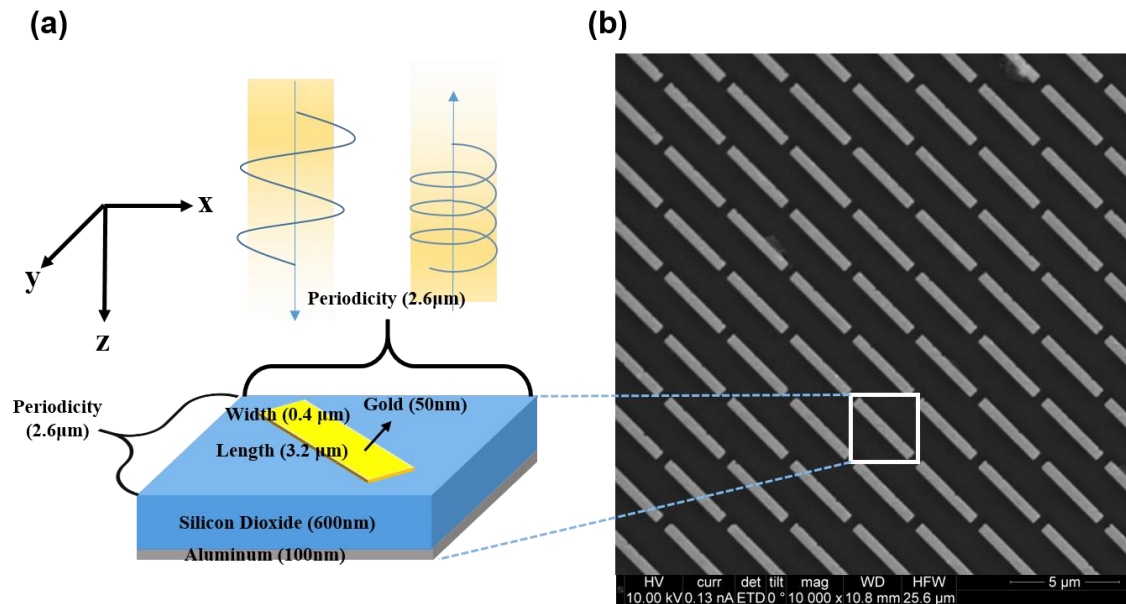 (a)
(b)
x
y
z
Periodicity (2.6μm)
Periodicity
(2.6μm)
Width (0.4 μm)
Gold (50nm)
Length (3.2 μm)
Silicon Dioxide (600nm)
Aluminum (100nm)
HV curr det tilt mag WD HFW 5 μm
10.00 kV 0.13 nA ETD 0 ° 10 000 x 10.8 mm 25.6 μm